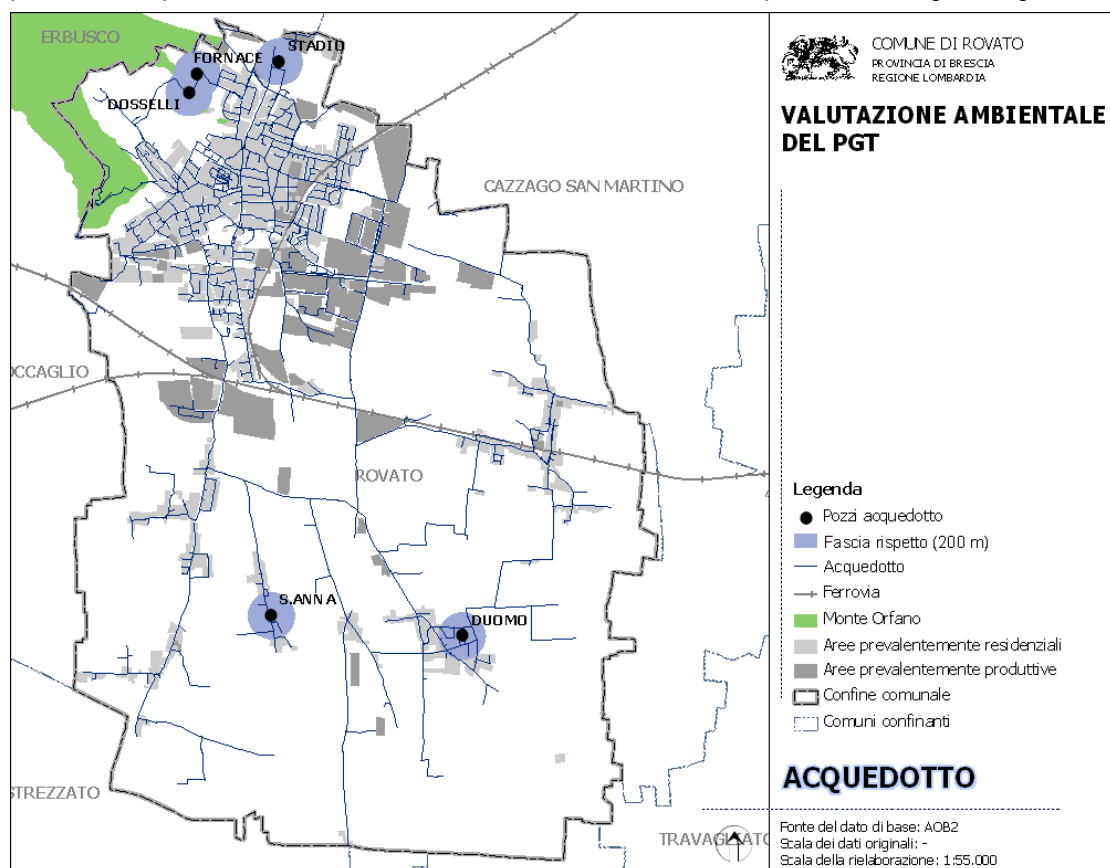 ERBUSCO
STADIO
FORNACE
DOSSELLI
CAZZAGO SAN MARTINO
CCAGLIO
ROVATO
S.ANNA
DUOMO
STREZZATO
TRAVAGLIATO
COMUNE DI ROVATO
PROVINCIA DI BRESCIA
REGIONE LOMBARDIA
VALUTAZIONE AMBIENTALE
DEL PGT
Legenda
Pozzi acquedotto
Fascia rispetto (200 m)
Acquedotto
Ferrovia
Monte Orfano
Aree prevalentemente residenziali
Aree prevalentemente produttive
Confine comunale
Comuni confinanti
ACQUEDOTTO
Fonte del dato di base: AOB2
Scala dei dati originali: -
Scala della rielaborazione: 1:55.000